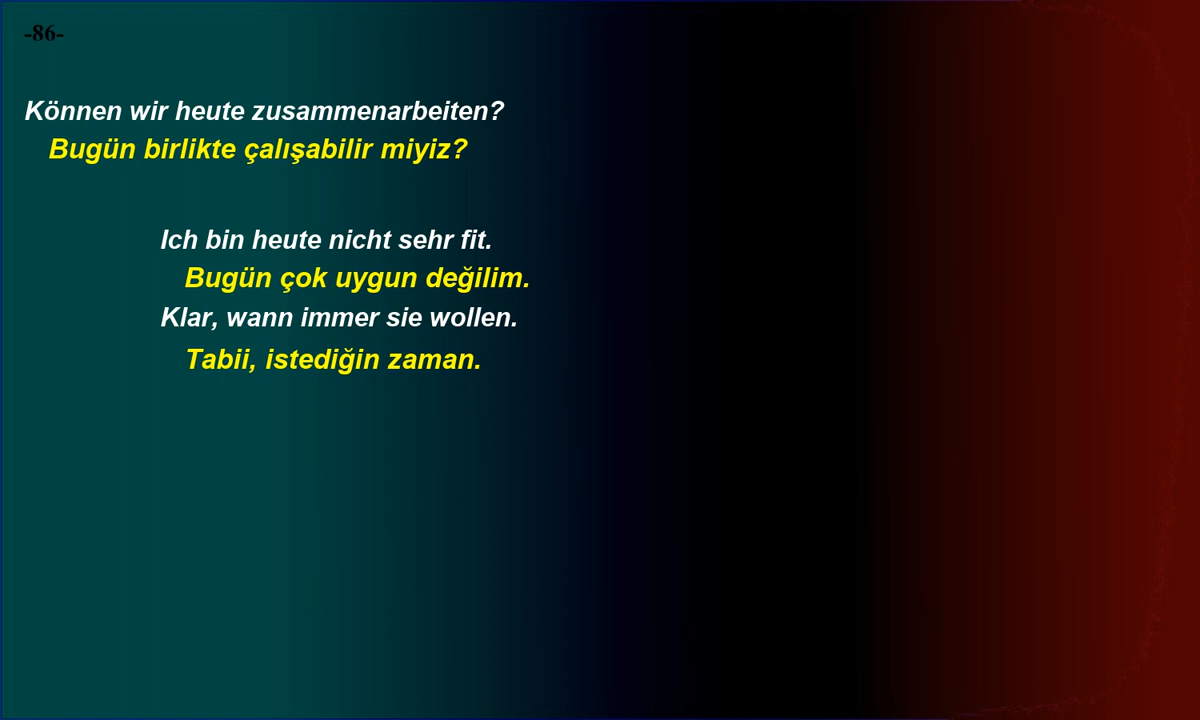 -86-
Können wir heute zusammenarbeiten?
Bugün birlikte çalışabilir miyiz?
Ich bin heute nicht sehr fit.
Bugün çok uygun değilim.
Klar, wann immer sie wollen.
Tabii, istediğin zaman.